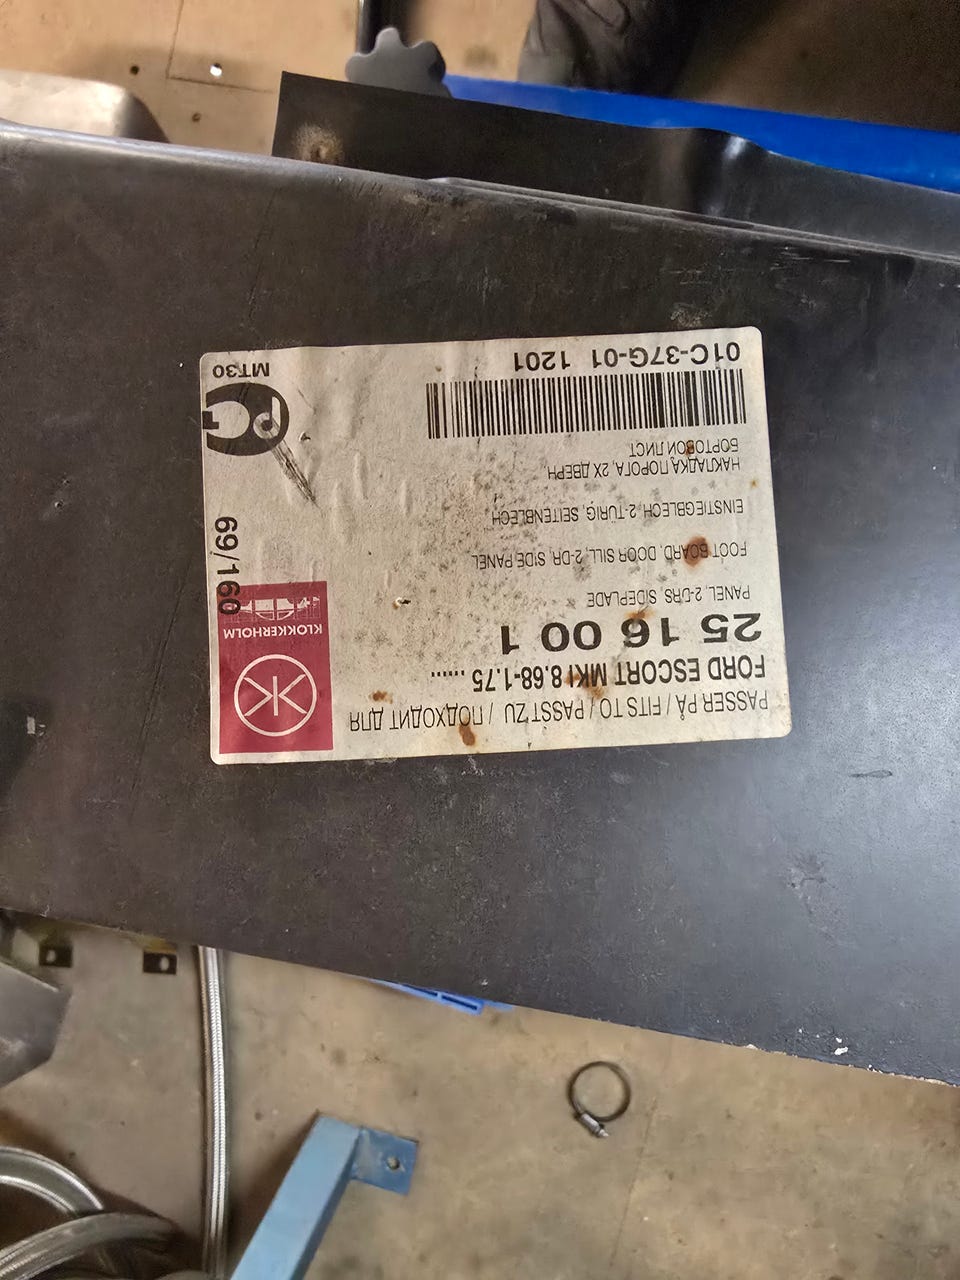 PASSER PÅ / FITS TO / PASST ZU / ПОДХОДИТ ДЛЯ
FORD ESCORT MKI 8.68-1.75 ......
25 16 00 1
PANEL, 2-DRS, SIDEPLADE
FOOT BOARD, DOOR SILL, 2-DR, SIDE PANEL
EINSTIEGBLECH 2-TÜRIG, SEITENBLECH
НАКЛАДКА ПОРОГА, 2Х ДВЕРН
БОРТОВОЙ ЛИСТ
01C-37G-01 1201
KLOKKERHOLM
69/160
MT30